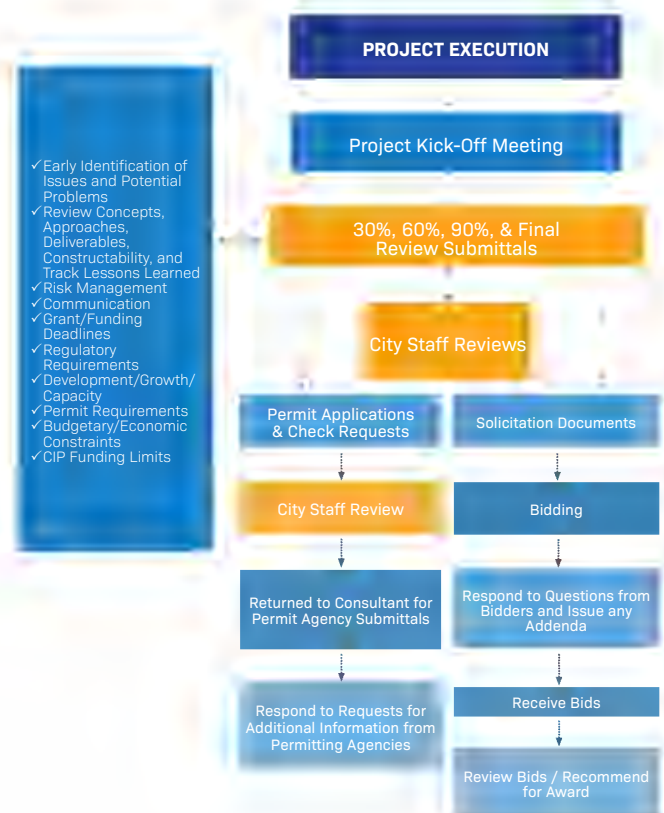 PROJECT EXECUTION
Project Kick-Off Meeting
30%, 60%, 90%, & Final
Review Submittals
City Staff Reviews
✓Early Identification of
Issues and Potential
Problems
✓Review Concepts,
Approaches,
Deliverables,
Constructability, and
Track Lessons Learned
✓Risk Management
✓Communication
✓Grant/Funding
Deadlines
✓Regulatory
Requirements
✓Development/Growth/
Capacity
✓Permit Requirements
✓Budgetary/Economic
Constraints
✓CIP Funding Limits
Permit Applications
& Check Requests
City Staff Review
Returned to Consultant for
Permit Agency Submittals
Respond to Requests for
Additional Information from
Permitting Agencies
Solicitation Documents
Bidding
Respond to Questions from
Bidders and Issue any
Addenda
Receive Bids
Review Bids / Recommend
for Award